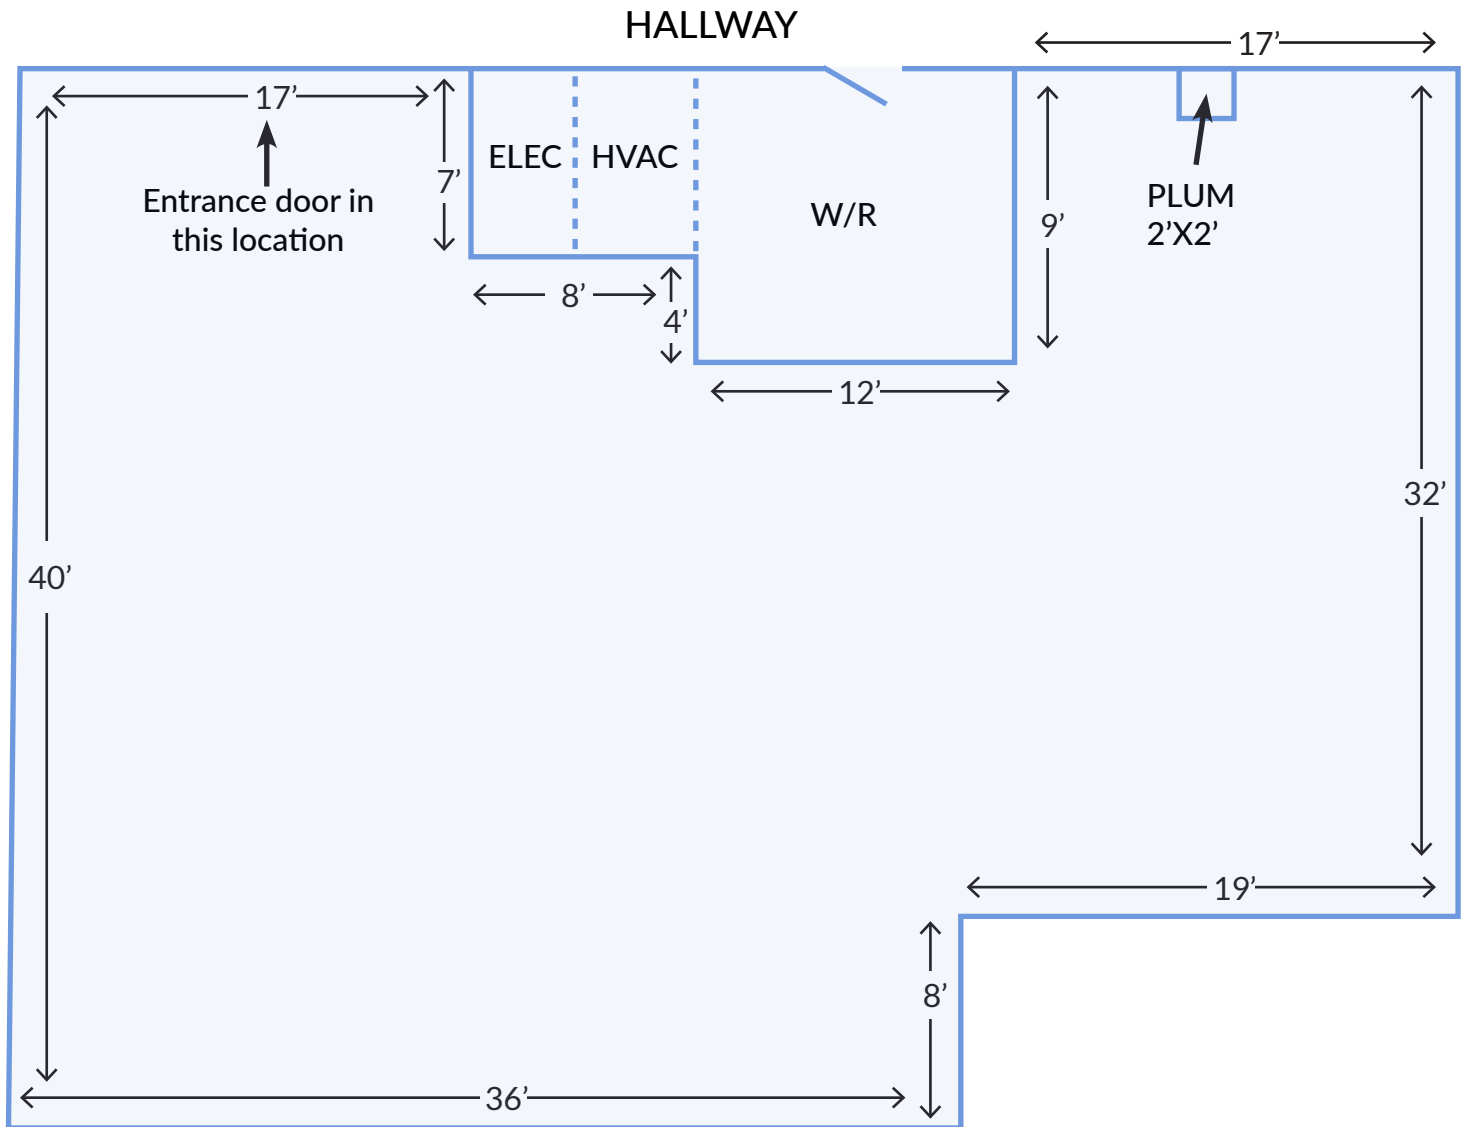 HALLWAY
17’
17’
ELEC
HVAC
7’
Entrance door in
this location
W/R
9’
PLUM
2’X2’
8’
4’
12’
32’
40’
19’
8’
36’